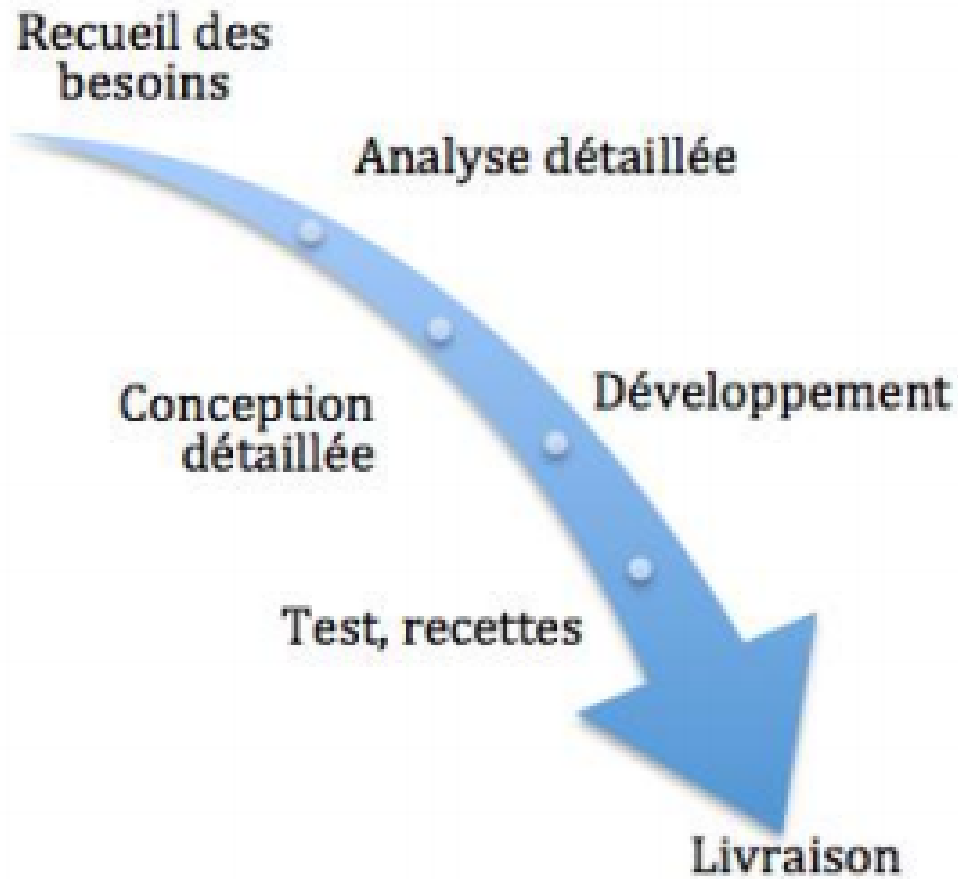 Recueil des
besoins
Analyse détaillée
Conception
détaillée
Développement
Test, recettes
Livraison